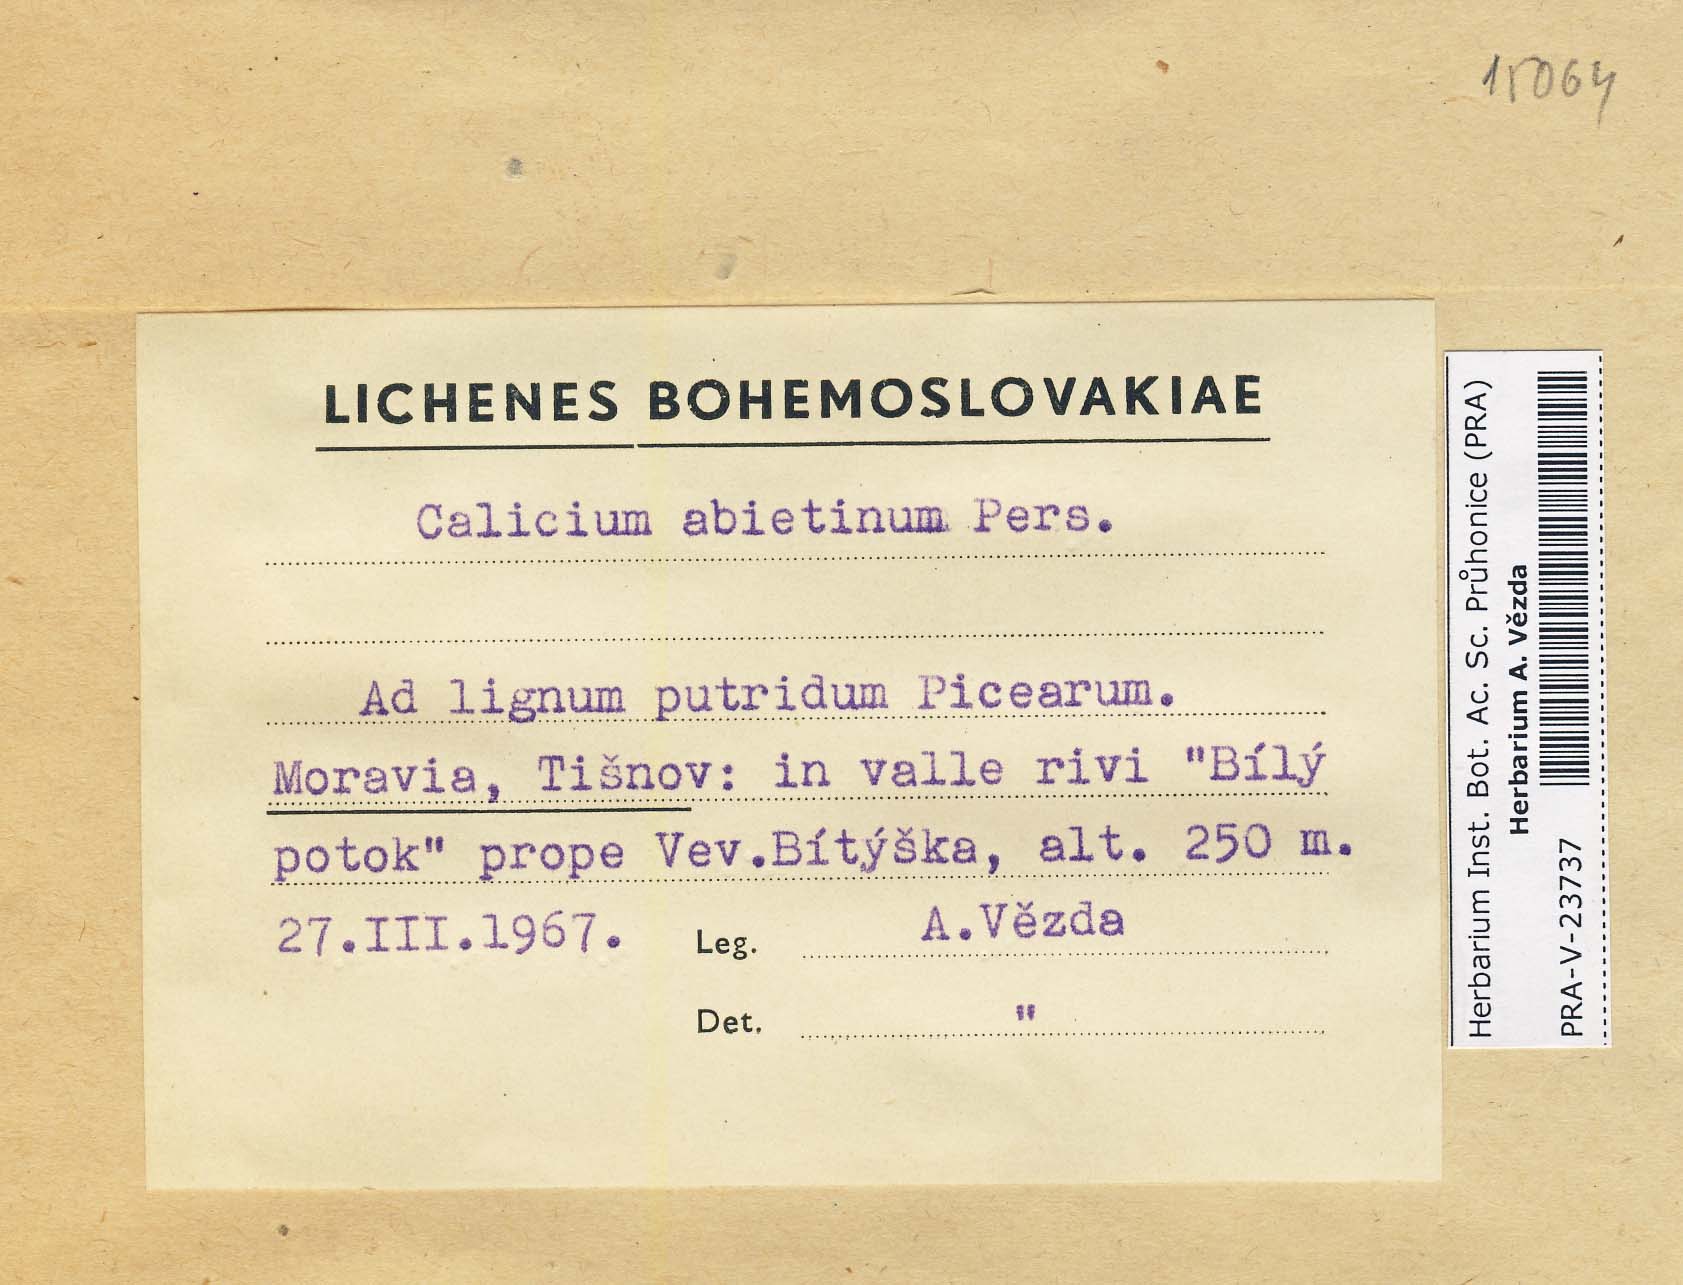 15064
LICHENES BOHEMOSLOVAKIAE
Calicium abietinum Pers.
Ad lignum putridum Picearum.
Moravia, Tišnov: in valle rivi "Bílý
potok" prope Vev.Bítýška, alt. 250 m.
27.III.1967. Leg. A.Vězda
Det. "
Herbarium Inst. Bot. Ac. Sc. Průhonice (PRA)
Herbarium A. Vězda
PRA-V-23737